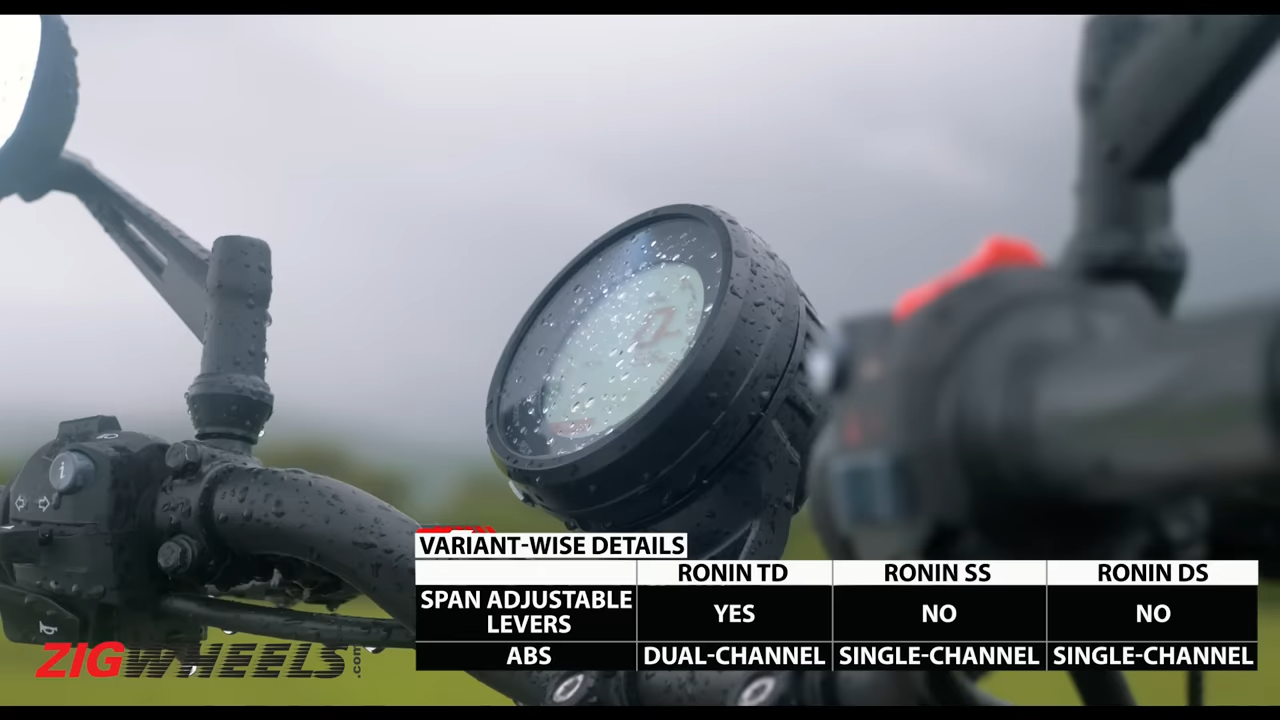 VARIANT-WISE DETAILS
RONIN TD RONIN SS RONIN DS
SPAN ADJUSTABLE LEVERS YES NO NO
ABS DUAL-CHANNEL SINGLE-CHANNEL SINGLE-CHANNEL
ZIGWHEELS.com
i